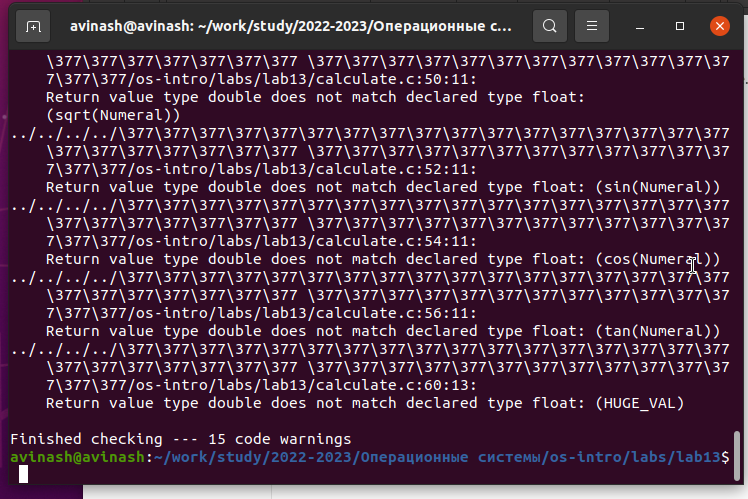 avinash@avinash: ~/work/study/2022-2023/Операционные с...
\377\377\377\377\377\377\377 \377\377\377\377\377\377\377\377\377\377\377\37
7\377\377/os-intro/labs/lab13/calculate.c:50:11:
Return value type double does not match declared type float:
(sqrt(Numeral))
../../../../\377\377\377\377\377\377\377\377\377\377\377\377\377\377\377\377\377
\377\377\377\377\377\377\377 \377\377\377\377\377\377\377\377\377\377\377\37
7\377\377/os-intro/labs/lab13/calculate.c:52:11:
Return value type double does not match declared type float: (sin(Numeral))
../../../../\377\377\377\377\377\377\377\377\377\377\377\377\377\377\377\377\377
\377\377\377\377\377\377\377 \377\377\377\377\377\377\377\377\377\377\377\37
7\377\377/os-intro/labs/lab13/calculate.c:54:11:
Return value type double does not match declared type float: (cos(Numeral))
../../../../\377\377\377\377\377\377\377\377\377\377\377\377\377\377\377\377\377
\377\377\377\377\377\377\377 \377\377\377\377\377\377\377\377\377\377\377\37
7\377\377/os-intro/labs/lab13/calculate.c:56:11:
Return value type double does not match declared type float: (tan(Numeral))
../../../../\377\377\377\377\377\377\377\377\377\377\377\377\377\377\377\377\377
\377\377\377\377\377\377\377 \377\377\377\377\377\377\377\377\377\377\377\37
7\377\377/os-intro/labs/lab13/calculate.c:60:13:
Return value type double does not match declared type float: (HUGE_VAL)
Finished checking --- 15 code warnings
avinash@avinash:~/work/study/2022-2023/Операционные системы/os-intro/labs/lab13$